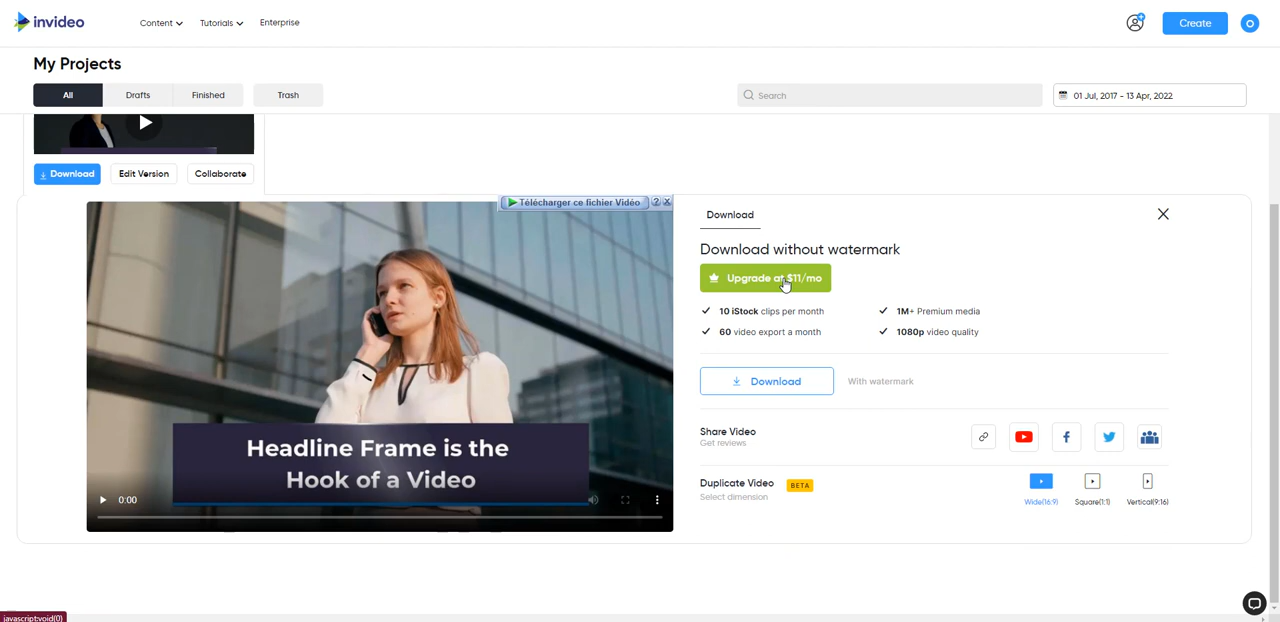 invideo
Content
Tutorials
Enterprise
Create
O
My Projects
All
Drafts
Finished
Trash
Search
01 Jul, 2017 - 13 Apr, 2022
Download
Edit Version
Collaborate
Télécharger ce fichier Vidéo
?
X
Headline Frame is the
Hook of a Video
0:00
Download
Download without watermark
Upgrade at $11/mo
10 iStock clips per month
1M+ Premium media
60 video export a month
1080p video quality
Download
With watermark
Share Video
Get reviews
Duplicate Video
BETA
Select dimension
Wide(16:9)
Square(1:1)
Vertical(9:16)
javascript:void(0)